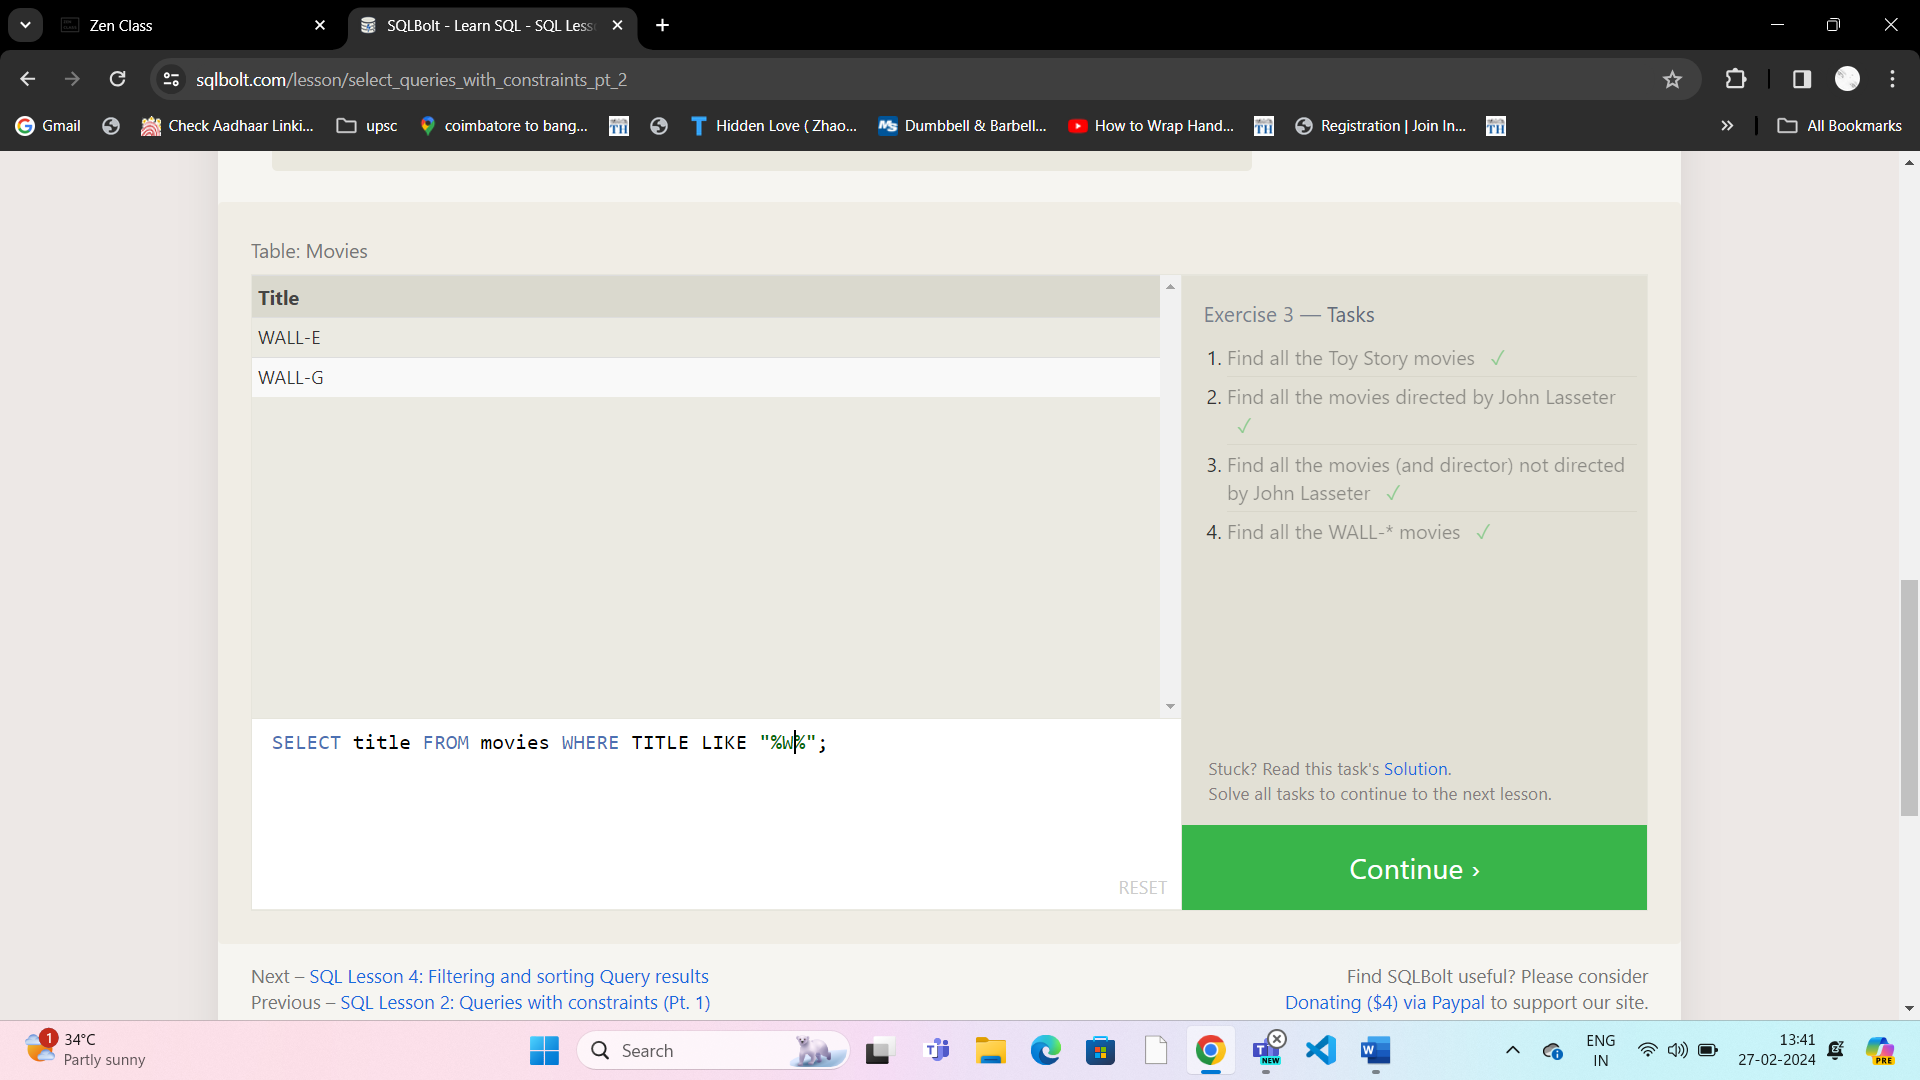 Zen Class
SQLBolt - Learn SQL - SQL Less
sqlbolt.com/lesson/select_queries_with_constraints_pt_2
Gmail
Check Aadhaar Linki...
upsc
coimbatore to bang...
TH
Hidden Love ( Zhao...
MS
Dumbbell & Barbell...
How to Wrap Hand...
TH
Registration | Join In...
TH
All Bookmarks
Table: Movies
Title
WALL-E
WALL-G
Exercise 3 — Tasks
1. Find all the Toy Story movies ✓
2. Find all the movies directed by John Lasseter
✓
3. Find all the movies (and director) not directed
by John Lasseter ✓
4. Find all the WALL-* movies ✓
SELECT title FROM movies WHERE TITLE LIKE "%W%";
RESET
Stuck? Read this task's Solution.
Solve all tasks to continue to the next lesson.
Continue ›
Next – SQL Lesson 4: Filtering and sorting Query results
Previous – SQL Lesson 2: Queries with constraints (Pt. 1)
Find SQLBolt useful? Please consider
Donating ($4) via Paypal to support our site.
1
34°C
Partly sunny
Search
NEW
ENG
IN
13:41
27-02-2024
PRE